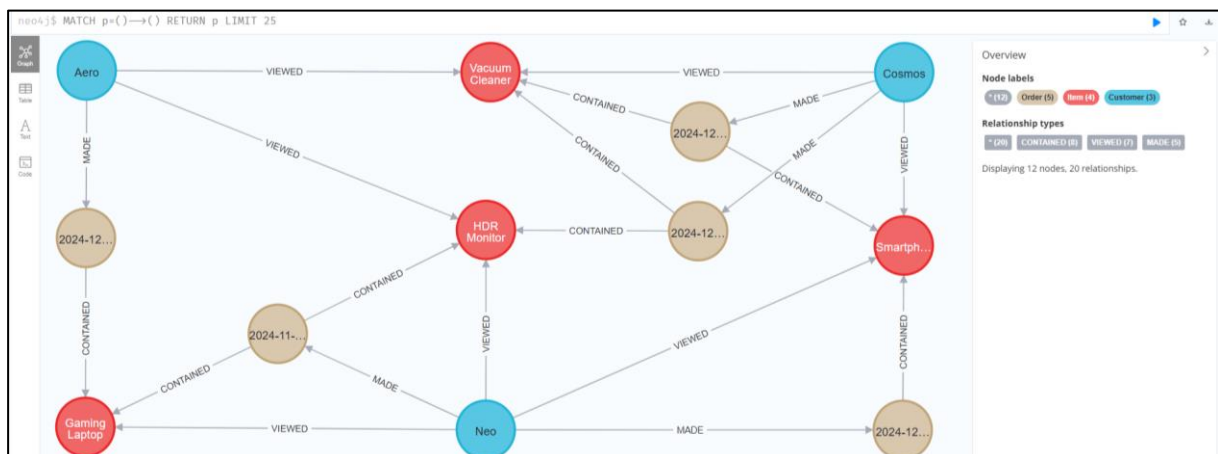 neo4j$ MATCH p=()⟶() RETURN p LIMIT 25
Graph
Table
Text
Code
Aero
VIEWED
Vacuum
Cleaner
VIEWED
Cosmos
CONTAINED
MADE
2024-12...
MADE
VIEWED
MADE
VIEWED
CONTAINED
CONTAINED
2024-12...
HDR
Monitor
CONTAINED
2024-12...
Smartph...
CONTAINED
CONTAINED
2024-11-...
VIEWED
VIEWED
CONTAINED
CONTAINED
MADE
Gaming
Laptop
VIEWED
Neo
MADE
2024-12...
Overview
Node labels
* (12) Order (5) Item (4) Customer (3)
Relationship types
* (20) CONTAINED (8) VIEWED (7) MADE (5)
Displaying 12 nodes, 20 relationships.